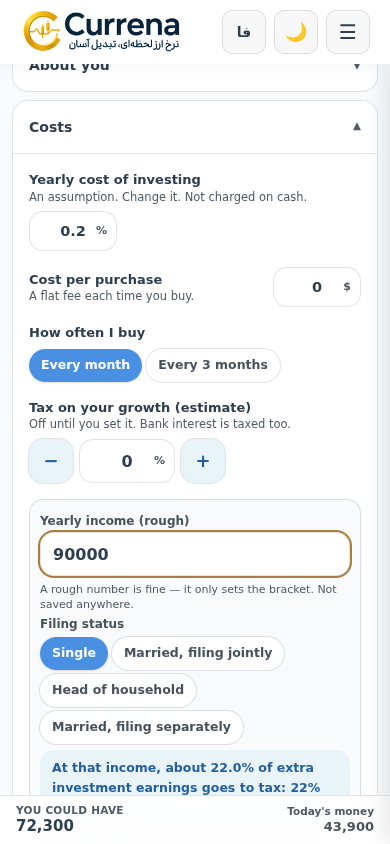 Currena
نرخ ارز لحظه‌ای، تبدیل آسان
فا
About you
Costs
Yearly cost of investing
An assumption. Change it. Not charged on cash.
0.2 %
Cost per purchase
A flat fee each time you buy.
0 $
How often I buy
Every month
Every 3 months
Tax on your growth (estimate)
Off until you set it. Bank interest is taxed too.
− 0 % +
Yearly income (rough)
90000
A rough number is fine — it only sets the bracket. Not
saved anywhere.
Filing status
Single
Married, filing jointly
Head of household
Married, filing separately
At that income, about 22.0% of extra
investment earnings goes to tax: 22%
YOU COULD HAVE
72,300
Today's money
43,900